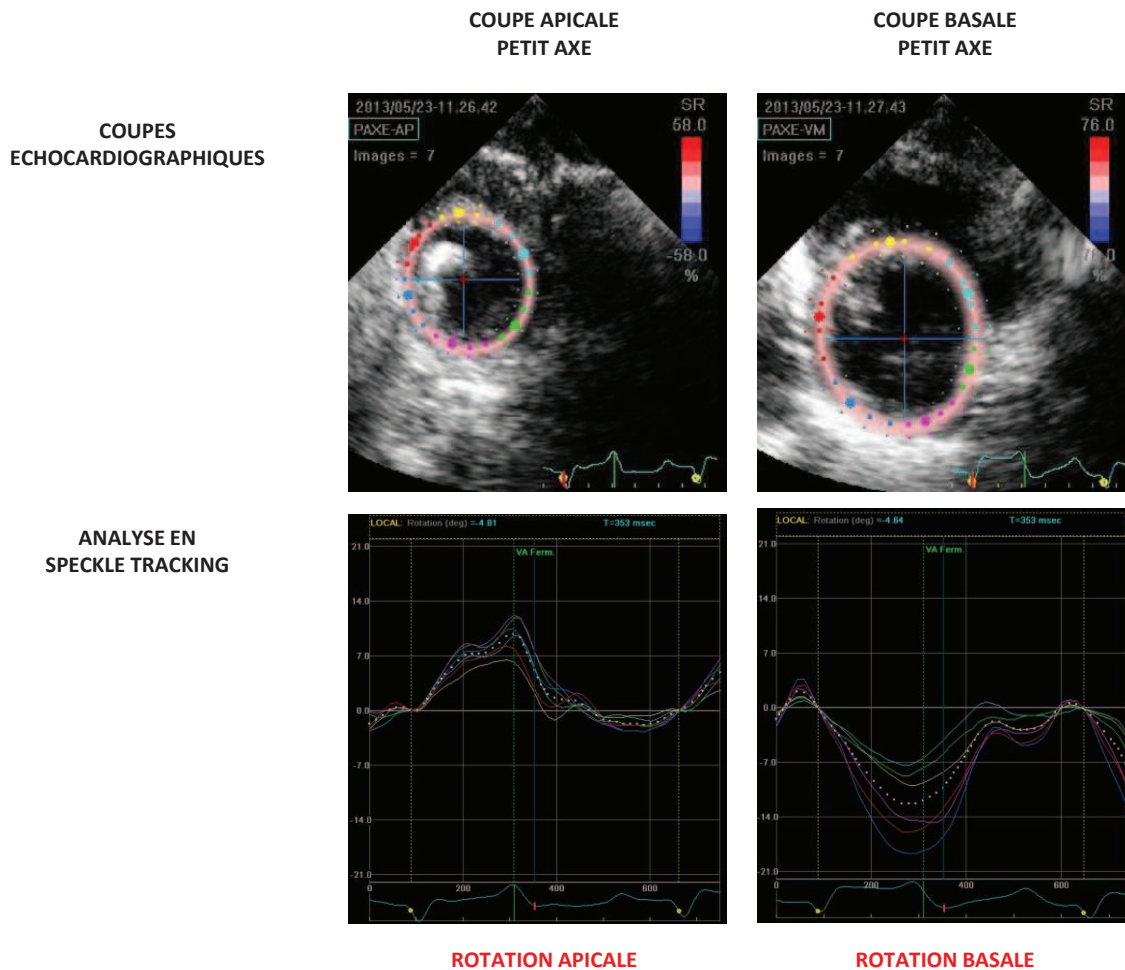 COUPE APICALE
PETIT AXE
COUPE BASALE
PETIT AXE
COUPES
ECHOCARDIOGRAPHIQUES
2013/05/23-11:26:42
SR
PAXE-AP
58.0
Images = 7
-58.0
%
2013/05/23-11:27:43
SR
PAXE-VM
76.0
Images = 7
%
ANALYSE EN
SPECKLE TRACKING
LOCAL: Rotation (deg) =-4.81 T=353 msec
21.0
VA Ferm.
14.0
7.0
0.0
-7.0
-14.0
-21.0
0 200 400 600
LOCAL: Rotation (deg) =-4.64 T=353 msec
21.0
VA Ferm.
14.0
7.0
0.0
-7.0
-14.0
-21.0
0 200 400 600
ROTATION APICALE
ROTATION BASALE